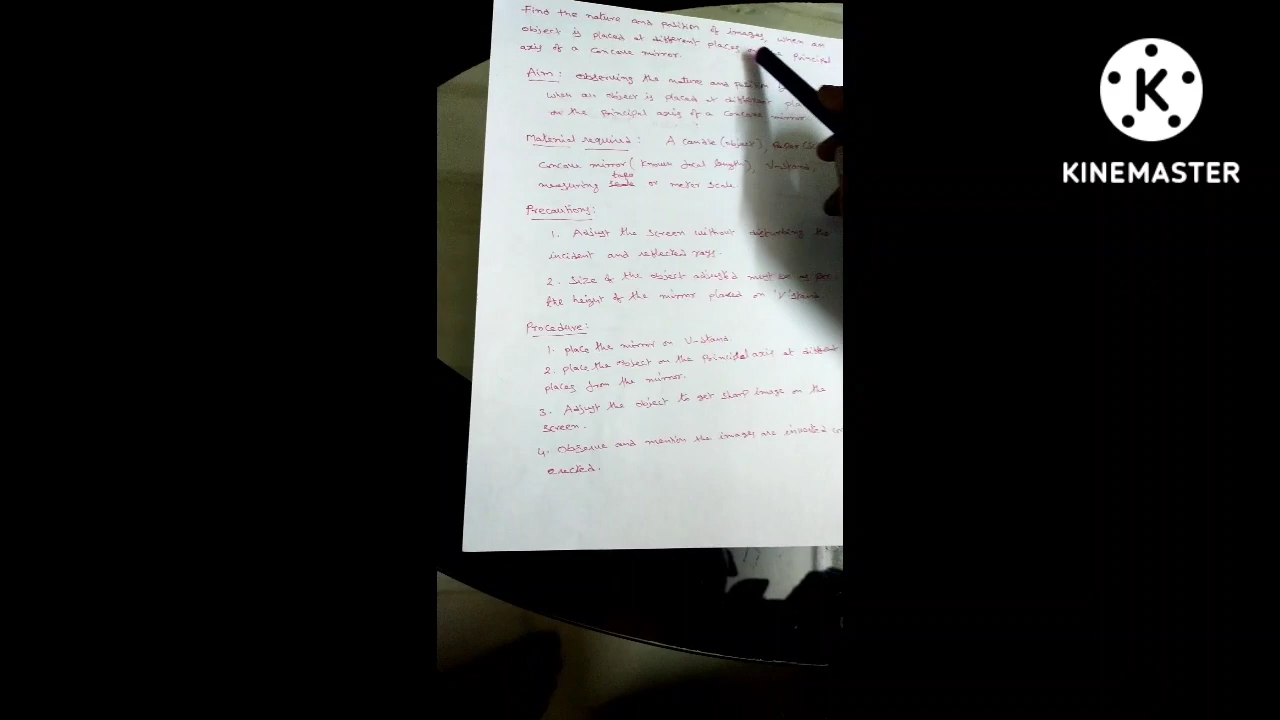 Find the nature and position of images, when an
object is placed at different places principal
axis of a concave mirror.
Aim: observing the nature and position
when an object is placed at different pla
on the principal axis of a concave mirror.
Material required: A candle (object), Paper
concave mirror (known focal length), V-stand,
measuring tape or meter scale.
Precautions:
1. Adjust the screen without disturbing the
incident and reflected rays.
2. Size of the object adjusted must be as per
the height of the mirror placed on 'V' stand.
Procedure:
1. place the mirror on V-stand.
2. place the object on the principal axis at different
places from the mirror.
3. Adjust the object to get sharp image on the
screen.
4. Observe and mention the images are inverted or
erected.
K
KINEMASTER